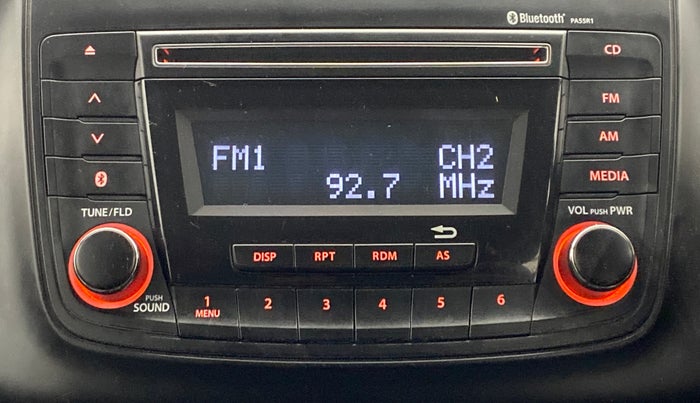 Bluetooth PA5SR1
CD
FM
AM
MEDIA
FM1 CH2
92.7 MHz
TUNE/FLD
VOL PUSH PWR
DISP RPT RDM AS
PUSH
SOUND
1 2 3 4 5 6
MENU